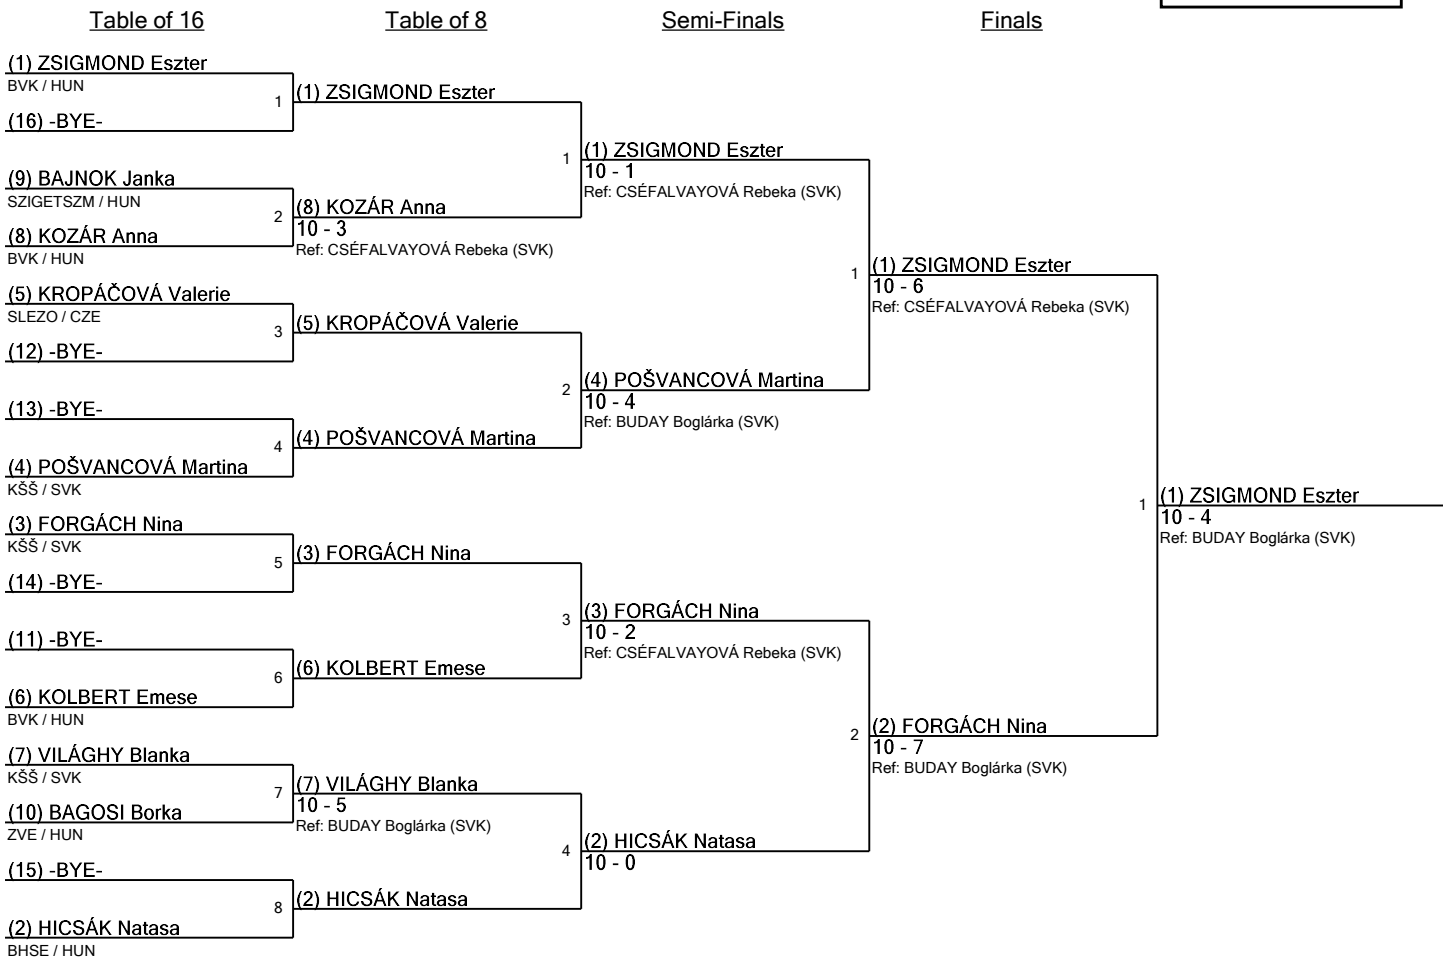 Table of 16
Table of 8
Semi-Finals
Finals
(1) ZSIGMOND Eszter
BVK / HUN
1
(16) -BYE-
(9) BAJNOK Janka
SZIGETSZM / HUN
2
(8) KOZÁR Anna
BVK / HUN
(5) KROPÁČOVÁ Valerie
SLEZO / CZE
3
(12) -BYE-
(13) -BYE-
4
(4) POŠVANCOVÁ Martina
KŠŠ / SVK
(3) FORGÁCH Nina
KŠŠ / SVK
5
(14) -BYE-
(11) -BYE-
6
(6) KOLBERT Emese
BVK / HUN
(7) VILÁGHY Blanka
KŠŠ / SVK
7
(10) BAGOSI Borka
ZVE / HUN
(15) -BYE-
8
(2) HICSÁK Natasa
BHSE / HUN
(1) ZSIGMOND Eszter
1
(8) KOZÁR Anna
10 - 3
Ref: CSÉFALVAYOVÁ Rebeka (SVK)
(5) KROPÁČOVÁ Valerie
2
(4) POŠVANCOVÁ Martina
(3) FORGÁCH Nina
3
(6) KOLBERT Emese
(7) VILÁGHY Blanka
10 - 5
Ref: BUDAY Boglárka (SVK)
4
(2) HICSÁK Natasa
(1) ZSIGMOND Eszter
10 - 1
Ref: CSÉFALVAYOVÁ Rebeka (SVK)
1
(4) POŠVANCOVÁ Martina
10 - 4
Ref: BUDAY Boglárka (SVK)
(3) FORGÁCH Nina
10 - 2
Ref: CSÉFALVAYOVÁ Rebeka (SVK)
2
(2) HICSÁK Natasa
10 - 0
(1) ZSIGMOND Eszter
10 - 6
Ref: CSÉFALVAYOVÁ Rebeka (SVK)
1
(2) FORGÁCH Nina
10 - 7
Ref: BUDAY Boglárka (SVK)
(1) ZSIGMOND Eszter
10 - 4
Ref: BUDAY Boglárka (SVK)